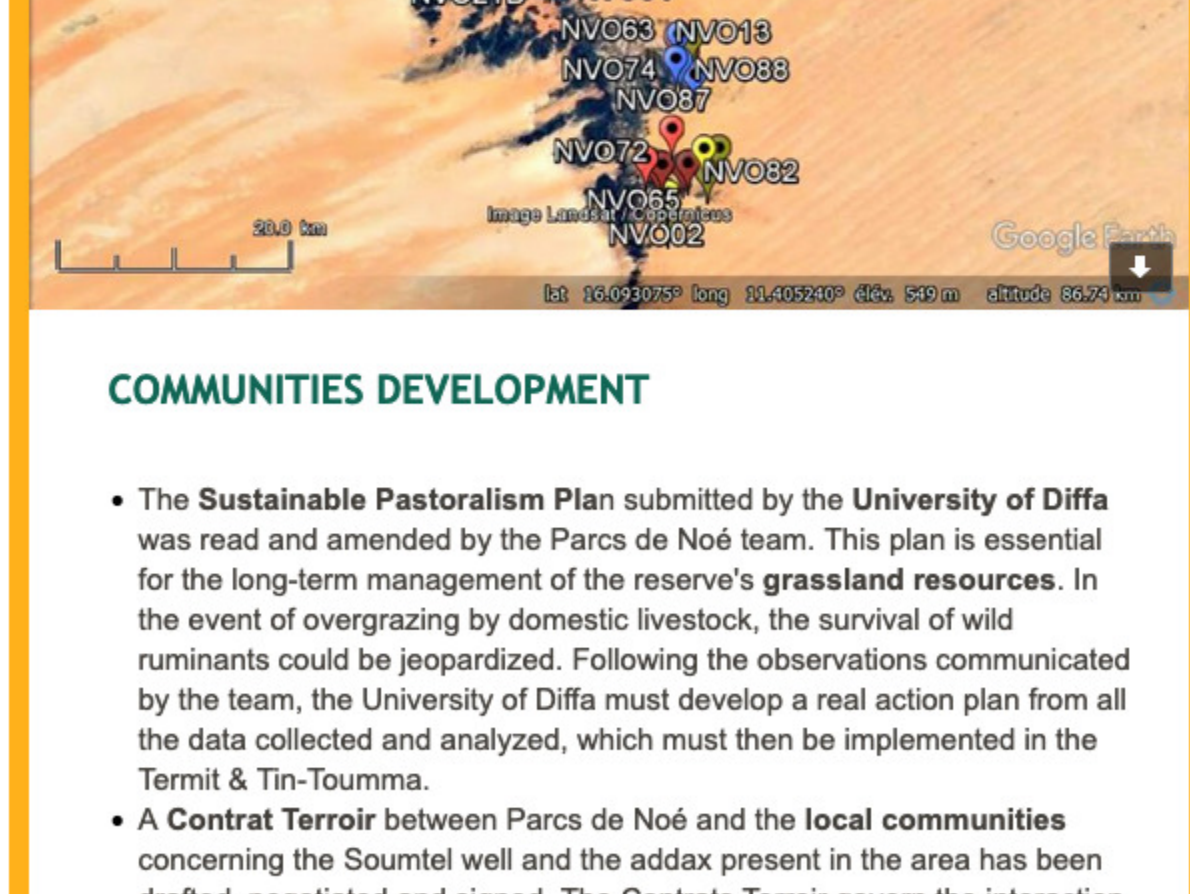 NVO63 NVO13
NVO74 NVO88
NVO87
NVO72
NVO82
NVO65
Image Landsat / Copernicus
20.0 km
NVO02
Google Earth
lat 16.093075° long 11.405240° élév. 549 m altitude 86.74 km
COMMUNITIES DEVELOPMENT
• The Sustainable Pastoralism Plan submitted by the University of Diffa
was read and amended by the Parcs de Noé team. This plan is essential
for the long-term management of the reserve's grassland resources. In
the event of overgrazing by domestic livestock, the survival of wild
ruminants could be jeopardized. Following the observations communicated
by the team, the University of Diffa must develop a real action plan from all
the data collected and analyzed, which must then be implemented in the
Termit & Tin-Toumma.
• A Contrat Terroir between Parcs de Noé and the local communities
concerning the Soumtel well and the addax present in the area has been